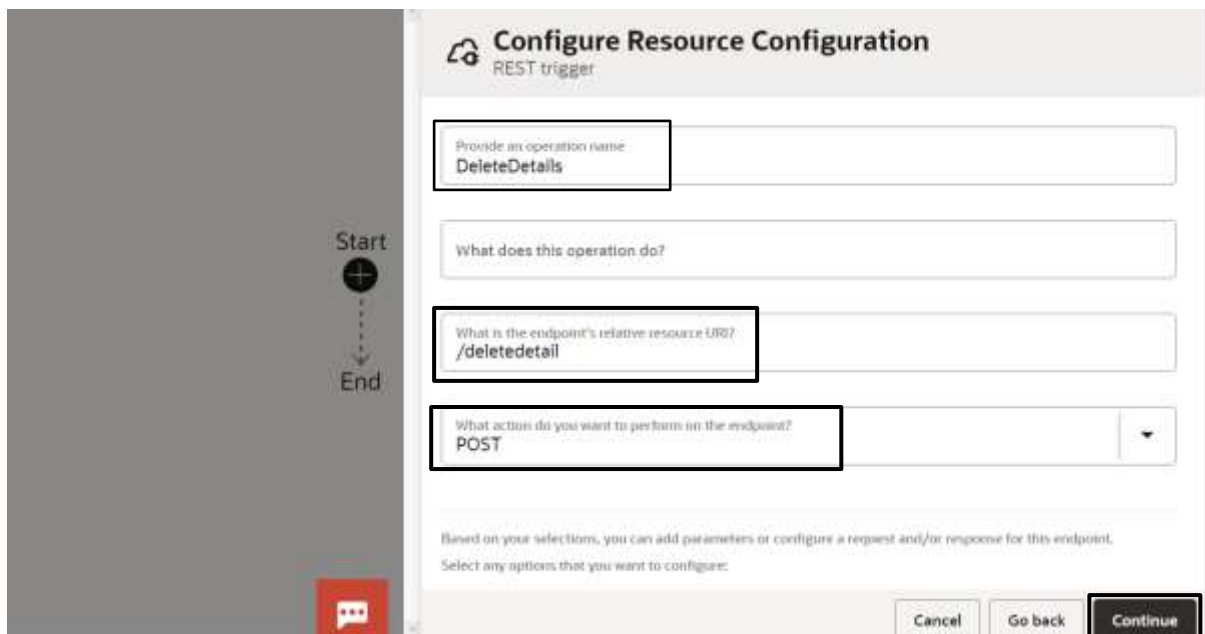 Configure Resource Configuration
REST trigger
Provide an operation name
DeleteDetails
What does this operation do?
Start
What is the endpoint's relative resource URI?
/deletedetail
End
What action do you want to perform on the endpoint?
POST
Based on your selections, you can add parameters or configure a request and/or response for this endpoint.
Select any options that you want to configure:
Cancel Go back Continue